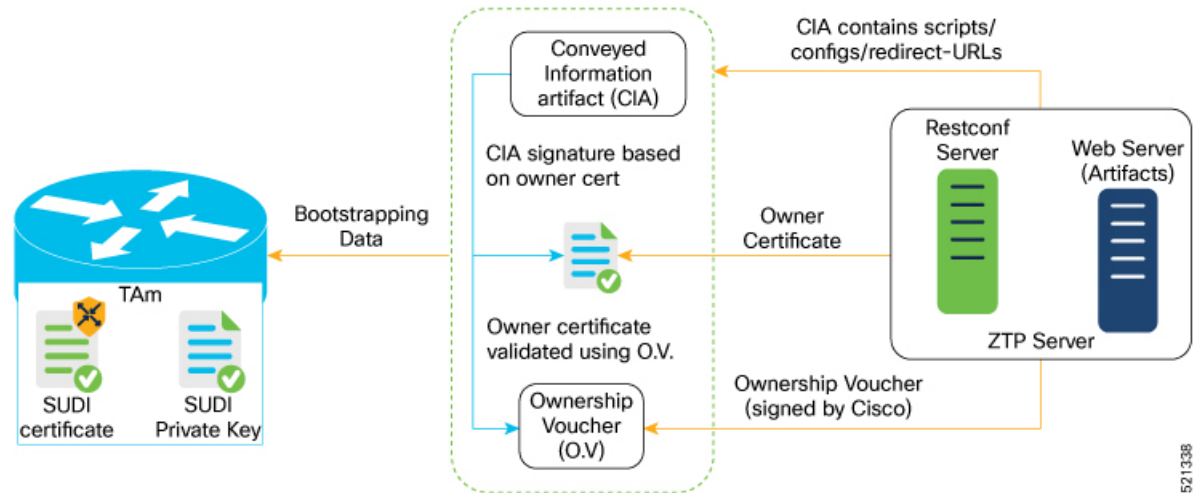 Conveyed
Information
artifact (CIA)
CIA contains scripts/
configs/redirect-URLs
CIA signature based
on owner cert
Restconf
Server
Web Server
(Artifacts)
Bootstrapping
Data
Owner
Certificate
TAm
SUDI
certificate
SUDI
Private Key
Owner certificate
validated using O.V.
ZTP Server
Ownership
Voucher
(O.V)
Ownership Voucher
(signed by Cisco)
521338